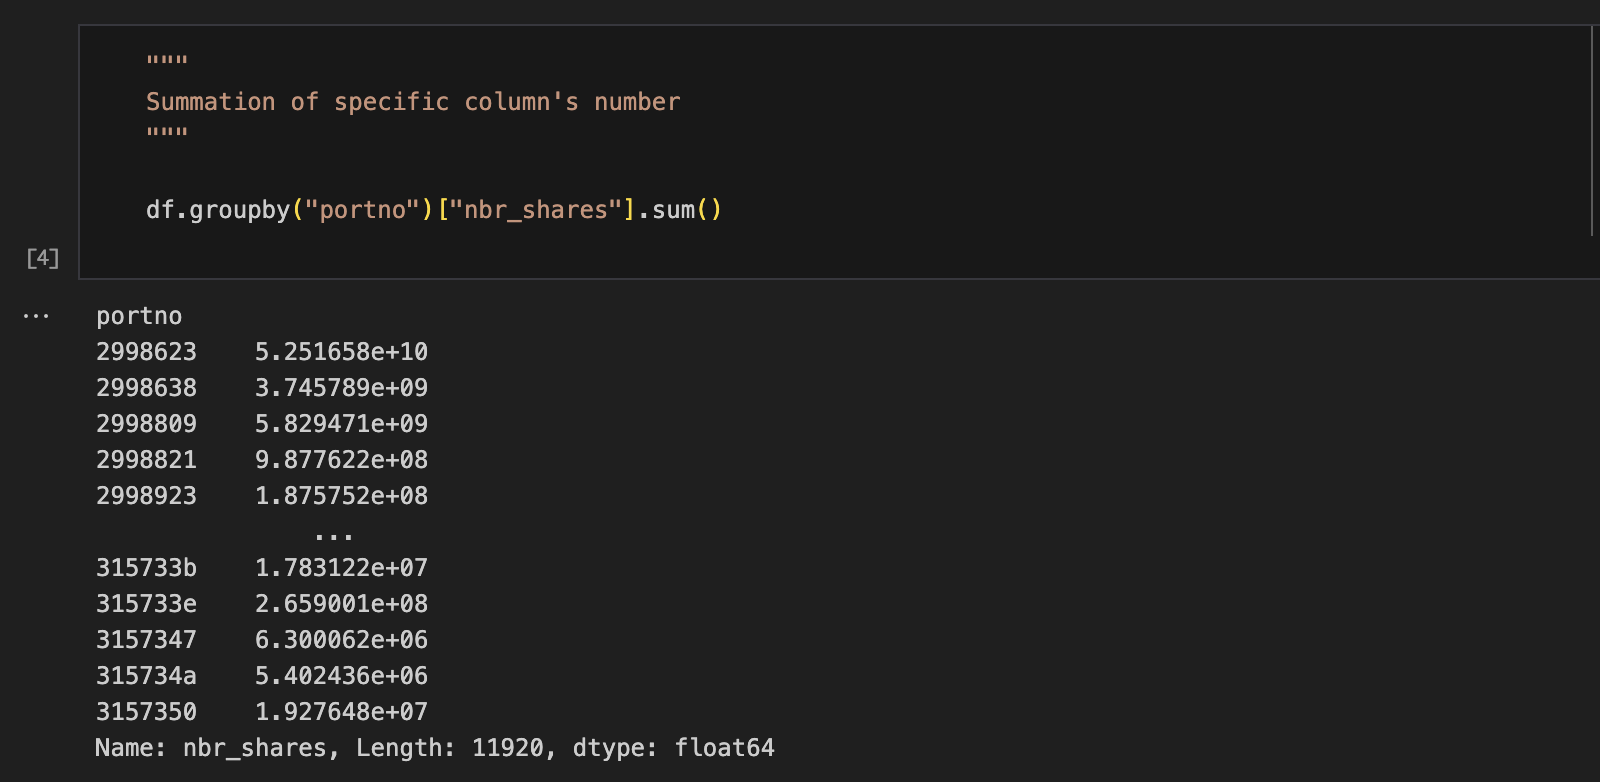 """
Summation of specific column's number
"""
df.groupby("portno")["nbr_shares"].sum()
[4]
... portno
2998623 5.251658e+10
2998638 3.745789e+09
2998809 5.829471e+09
2998821 9.877622e+08
2998923 1.875752e+08
...
315733b 1.783122e+07
315733e 2.659001e+08
3157347 6.300062e+06
315734a 5.402436e+06
3157350 1.927648e+07
Name: nbr_shares, Length: 11920, dtype: float64